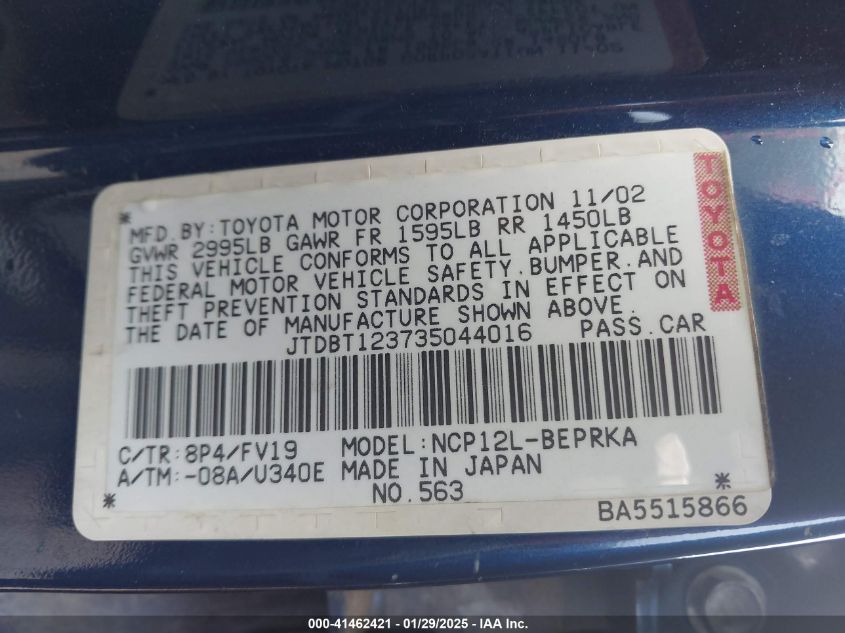 * MFD. BY: TOYOTA MOTOR CORPORATION 11/02
GVWR 2995LB GAWR FR 1595LB RR 1450LB
THIS VEHICLE CONFORMS TO ALL APPLICABLE
FEDERAL MOTOR VEHICLE SAFETY, BUMPER, AND
THEFT PREVENTION STANDARDS IN EFFECT ON
THE DATE OF MANUFACTURE SHOWN ABOVE.
JTDBT123735044016 PASS. CAR
TOYOTA
C/TR: 8P4/FV19 MODEL: NCP12L-BEPRKA
A/TM: -08A/U340E MADE IN JAPAN
* NO. 563 *
BA5515866
000-41462421 - 01/29/2025 - IAA Inc.